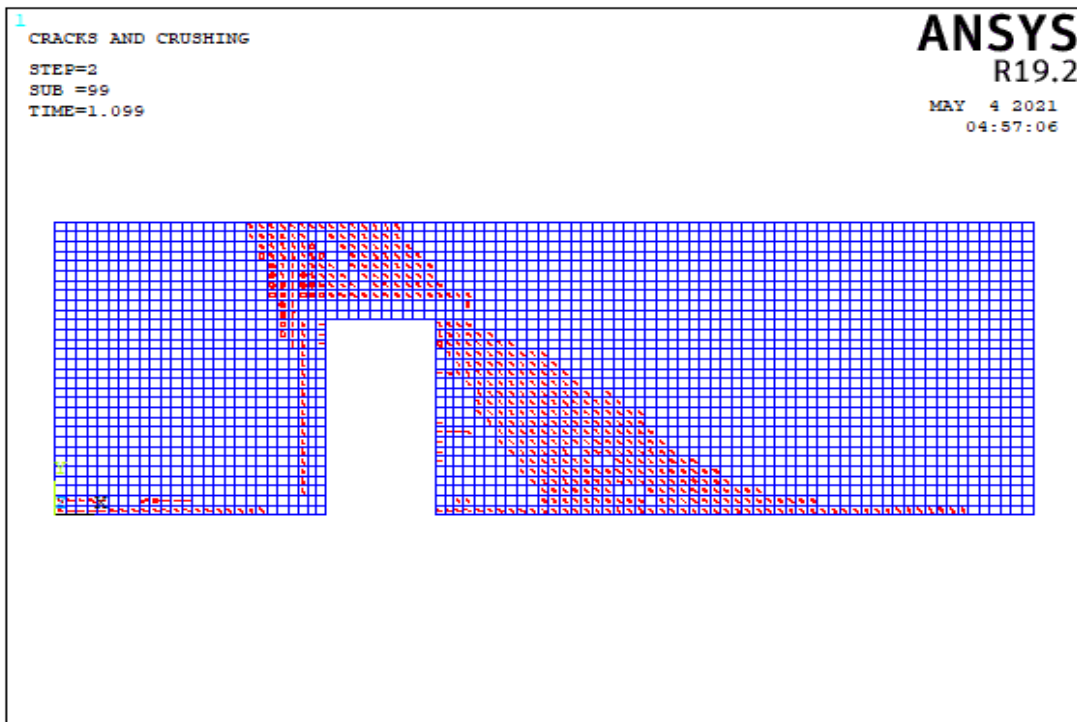 1
CRACKS AND CRUSHING
STEP=2
SUB =99
TIME=1.099
ANSYS
R19.2
MAY  4 2021
04:57:06
Y
X